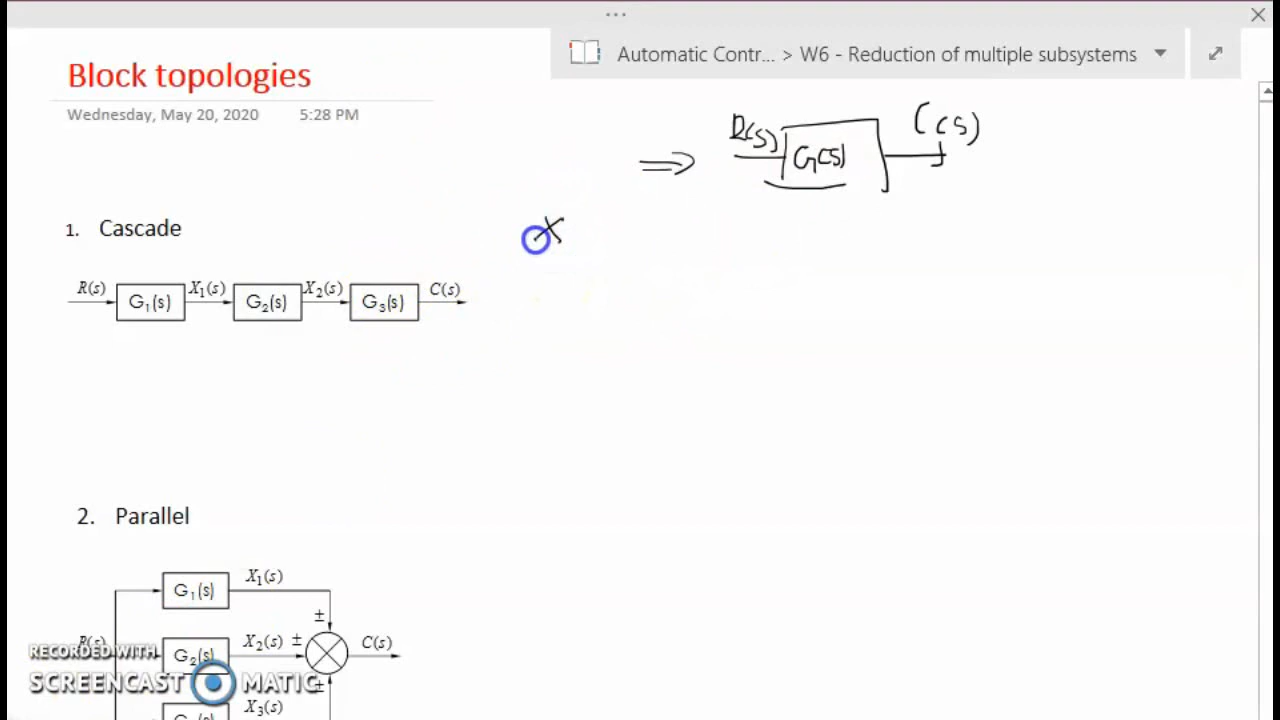 ...
Automatic Contr... > W6 - Reduction of multiple subsystems
Block topologies
Wednesday, May 20, 2020 5:28 PM
⇒ R(s) G(s) C(s)
1. Cascade
X
R(s) G₁(s) X₁(s) G₂(s) X₂(s) G₃(s) C(s)
2. Parallel
G₁(s) X₁(s)
±
R(s) G₂(s) X₂(s) ± C(s)
±
X₃(s)
RECORDED WITH
SCREENCAST MATIC